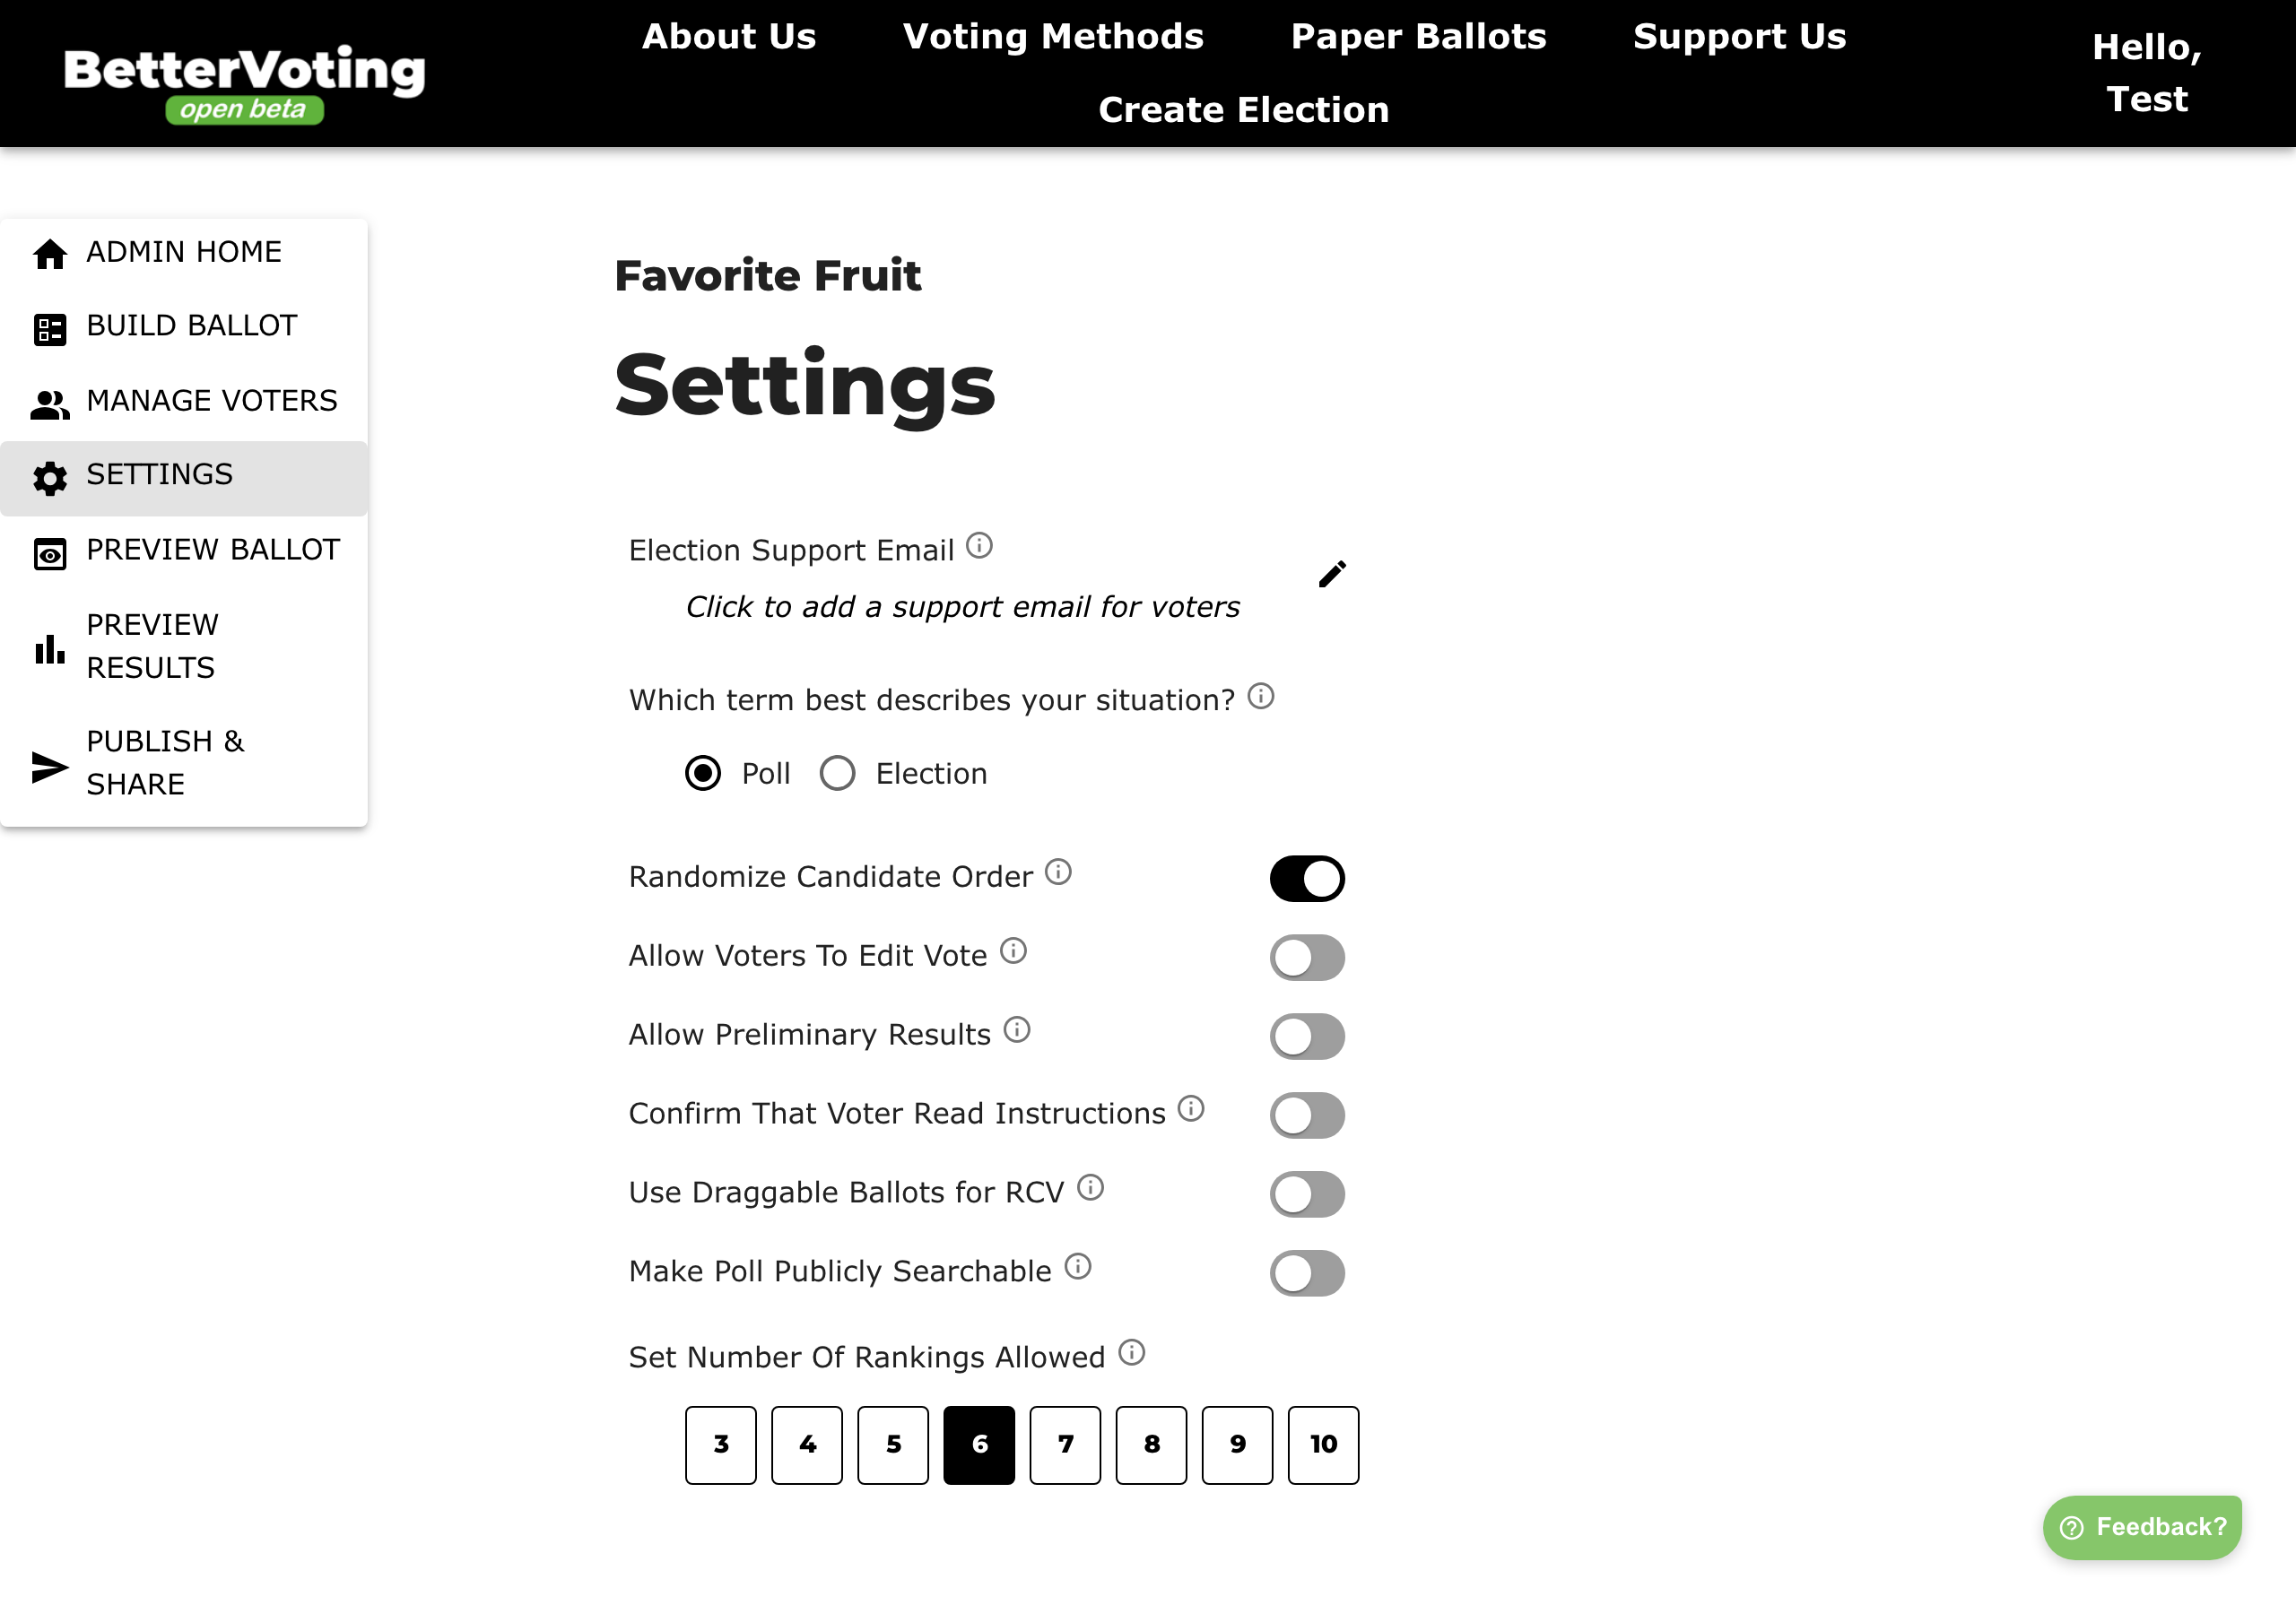 BetterVoting
open beta
About Us
Voting Methods
Paper Ballots
Support Us
Create Election
Hello,
Test
ADMIN HOME
BUILD BALLOT
MANAGE VOTERS
SETTINGS
PREVIEW BALLOT
PREVIEW
RESULTS
PUBLISH &
SHARE
Favorite Fruit
Settings
Election Support Email
Click to add a support email for voters
Which term best describes your situation?
Poll
Election
Randomize Candidate Order
Allow Voters To Edit Vote
Allow Preliminary Results
Confirm That Voter Read Instructions
Use Draggable Ballots for RCV
Make Poll Publicly Searchable
Set Number Of Rankings Allowed
3 4 5 6 7 8 9 10
Feedback?